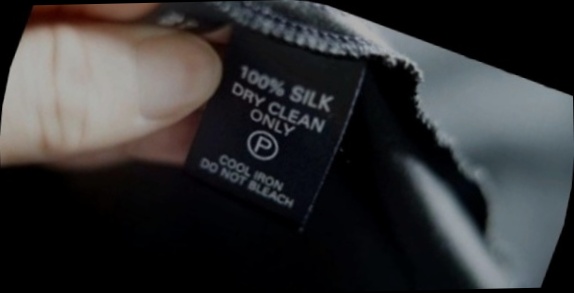 100% SILK
DRY CLEAN
ONLY
P
COOL IRON
DO NOT BLEACH